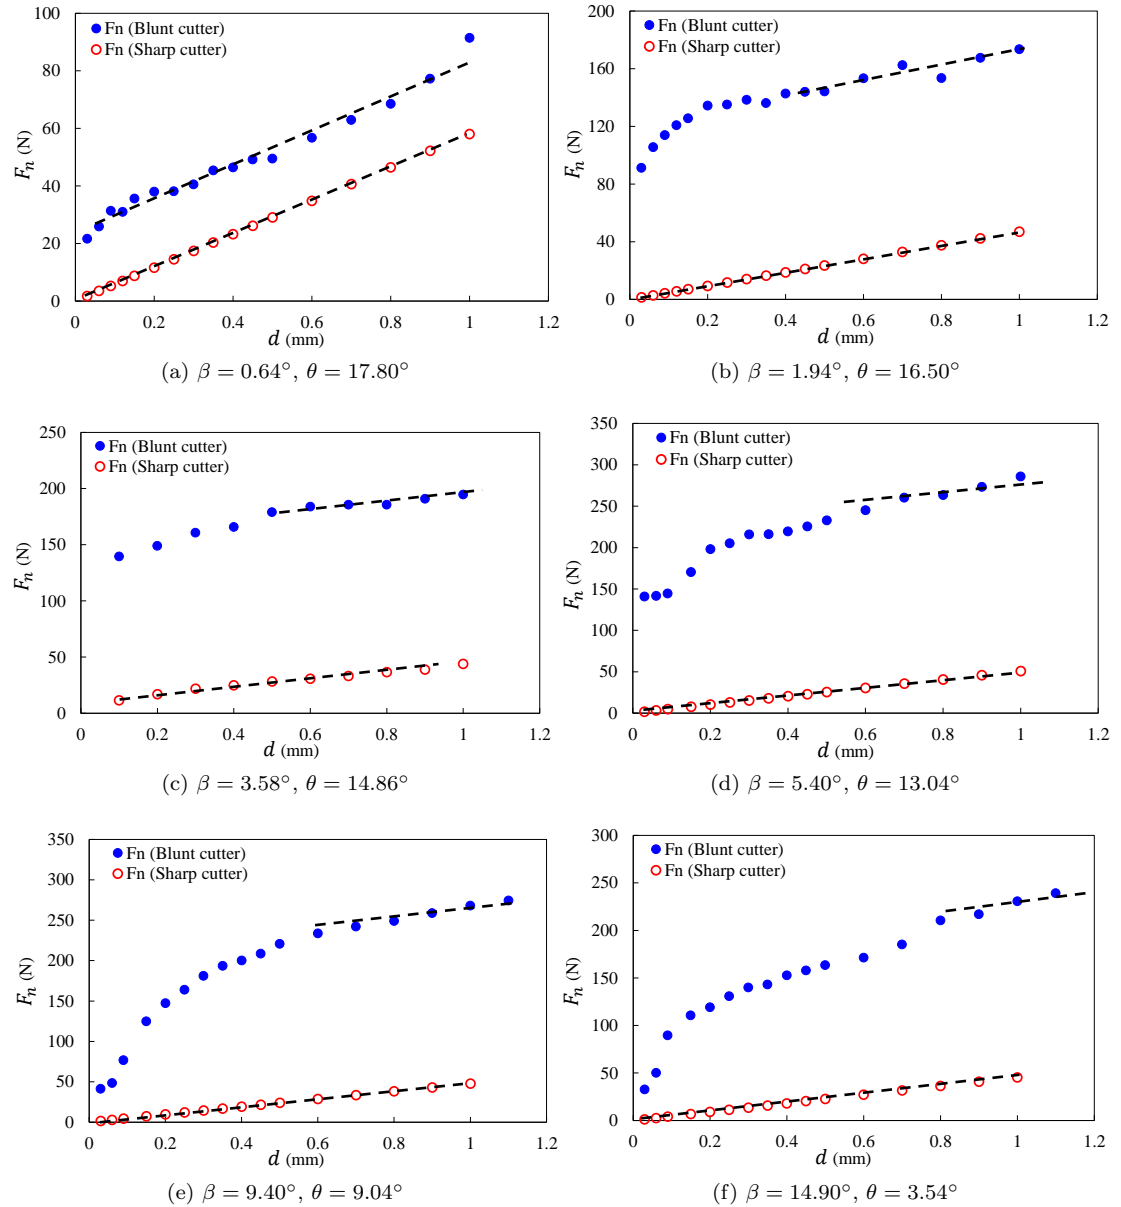 100
80
60
40
20
0
Fn (Blunt cutter)
Fn (Sharp cutter)
F_n (N)
0 0.2 0.4 0.6 0.8 1 1.2
d (mm)
(a) β = 0.64°, θ = 17.80°
200
160
120
80
40
0
Fn (Blunt cutter)
Fn (Sharp cutter)
F_n (N)
0 0.2 0.4 0.6 0.8 1 1.2
d (mm)
(b) β = 1.94°, θ = 16.50°
250
200
150
100
50
0
Fn (Blunt cutter)
Fn (Sharp cutter)
F_n (N)
0 0.2 0.4 0.6 0.8 1 1.2
d (mm)
(c) β = 3.58°, θ = 14.86°
350
300
250
200
150
100
50
0
Fn (Blunt cutter)
Fn (Sharp cutter)
F_n (N)
0 0.2 0.4 0.6 0.8 1 1.2
d (mm)
(d) β = 5.40°, θ = 13.04°
350
300
250
200
150
100
50
0
Fn (Blunt cutter)
Fn (Sharp cutter)
F_n (N)
0 0.2 0.4 0.6 0.8 1 1.2
d (mm)
(e) β = 9.40°, θ = 9.04°
300
250
200
150
100
50
0
Fn (Blunt cutter)
Fn (Sharp cutter)
F_n (N)
0 0.2 0.4 0.6 0.8 1 1.2
d (mm)
(f) β = 14.90°, θ = 3.54°